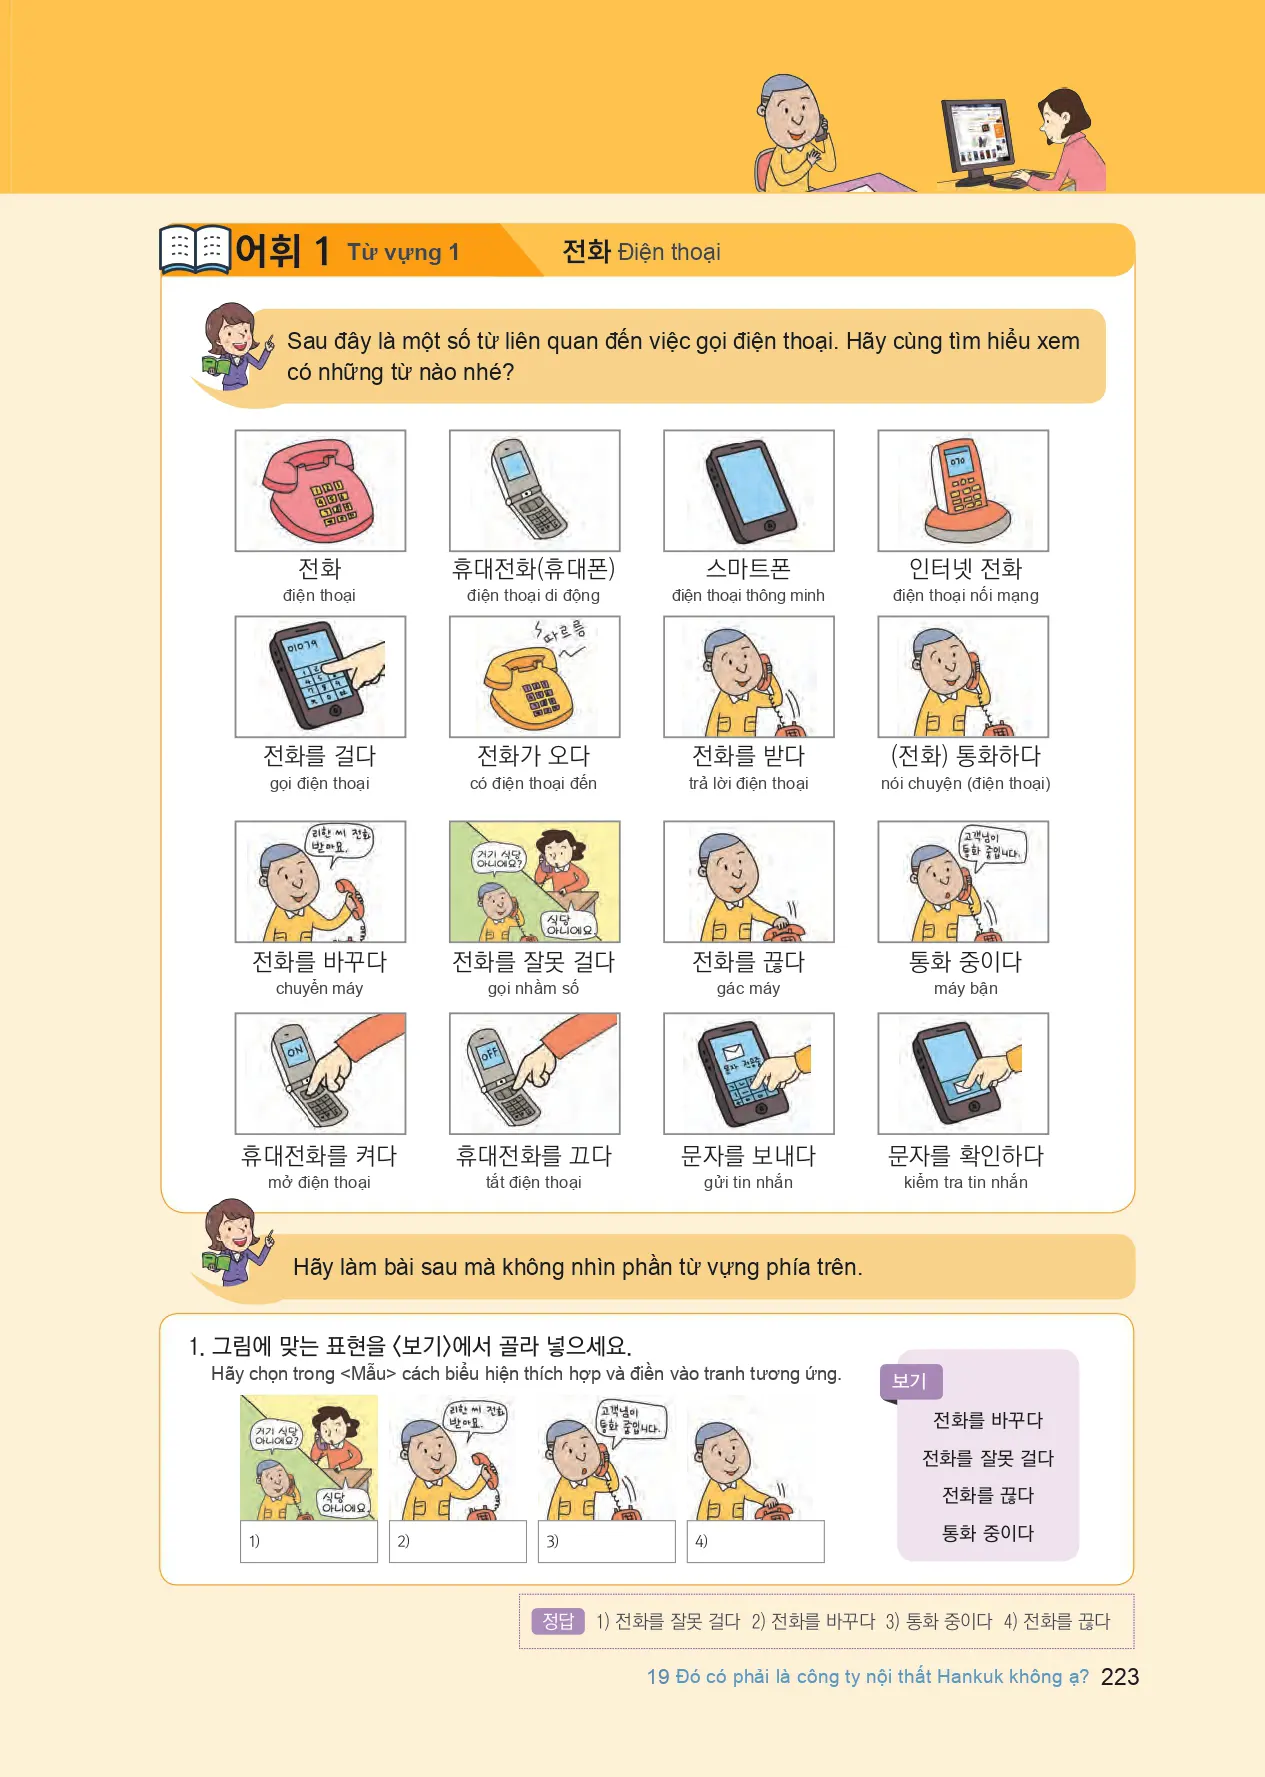 어휘 1 Từ vựng 1 전화 Điện thoại
Sau đây là một số từ liên quan đến việc gọi điện thoại. Hãy cùng tìm hiểu xem
có những từ nào nhé?
070
전화 휴대전화(휴대폰) 스마트폰 인터넷 전화
điện thoại điện thoại di động điện thoại thông minh điện thoại nối mạng
01079
따르릉
전화를 걸다 전화가 오다 전화를 받다 (전화) 통화하다
gọi điện thoại có điện thoại đến trả lời điện thoại nói chuyện (điện thoại)
리한 씨 전화
받아요.
거기 식당
아니에요?
식당
아니에요.
고객님이
통화 중입니다.
전화를 바꾸다 전화를 잘못 걸다 전화를 끊다 통화 중이다
chuyển máy gọi nhầm số gác máy máy bận
ON
OFF
휴대전화를 켜다 휴대전화를 끄다 문자를 보내다 문자를 확인하다
mở điện thoại tắt điện thoại gửi tin nhắn kiểm tra tin nhắn
Hãy làm bài sau mà không nhìn phần từ vựng phía trên.
1. 그림에 맞는 표현을 〈보기〉에서 골라 넣으세요.
Hãy chọn trong <Mẫu> cách biểu hiện thích hợp và điền vào tranh tương ứng.
거기 식당
아니에요?
식당
아니에요.
리한 씨 전화
받아요.
고객님이
통화 중입니다.
1) 2) 3) 4)
보기
전화를 바꾸다
전화를 잘못 걸다
전화를 끊다
통화 중이다
정답 1) 전화를 잘못 걸다 2) 전화를 바꾸다 3) 통화 중이다 4) 전화를 끊다
19 Đó có phải là công ty nội thất Hankuk không ạ? 223